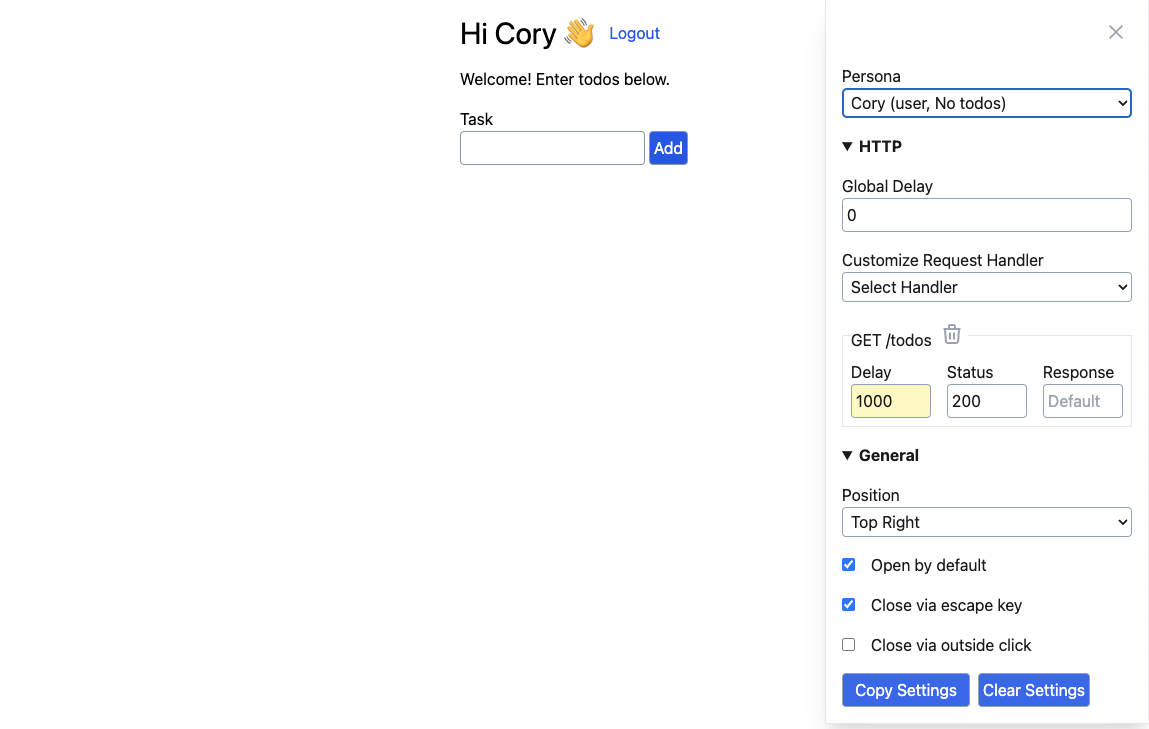 Hi Cory 👋 Logout
Welcome! Enter todos below.
Task
Add
Persona
Cory (user, No todos)
HTTP
Global Delay
0
Customize Request Handler
Select Handler
GET /todos
Delay Status Response
1000 200 Default
General
Position
Top Right
Open by default
Close via escape key
Close via outside click
Copy Settings Clear Settings